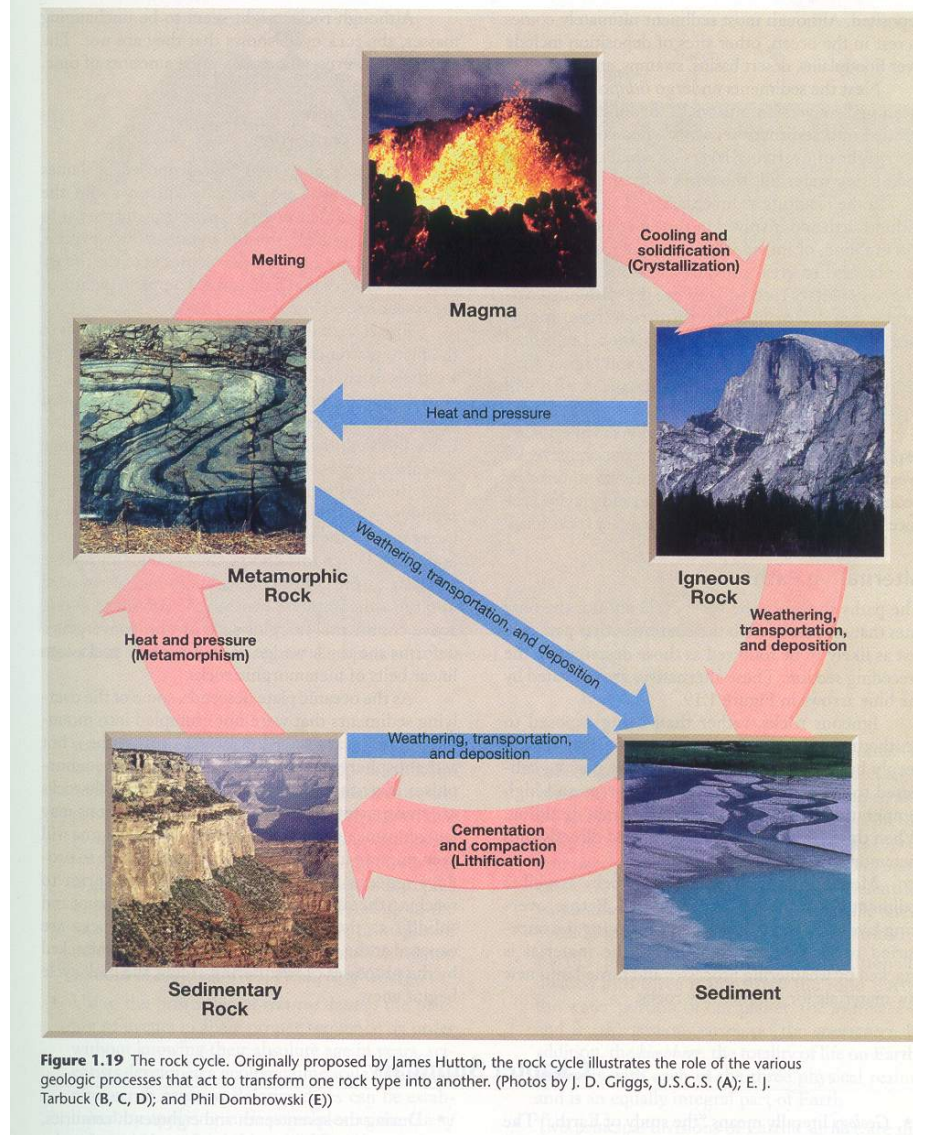 Melting
Cooling and
solidification
(Crystallization)
Magma
Heat and pressure
Weathering, transportation, and deposition
Metamorphic
Rock
Igneous
Rock
Weathering,
transportation,
and deposition
Heat and pressure
(Metamorphism)
Weathering, transportation,
and deposition
Cementation
and compaction
(Lithification)
Sedimentary
Rock
Sediment
Figure 1.19 The rock cycle. Originally proposed by James Hutton, the rock cycle illustrates the role of the various
geologic processes that act to transform one rock type into another. (Photos by J. D. Griggs, U.S.G.S. (A); E. J.
Tarbuck (B, C, D); and Phil Dombrowski (E))